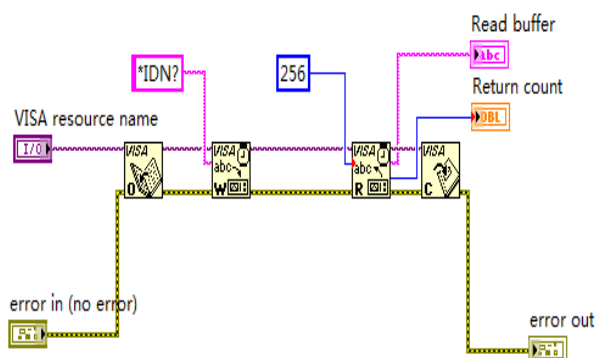 Read buffer
*IDN?
256
abc
Return count
VISA resource name
DBL
I/O
VISA
VISA
VISA
VISA
abc
abc
O
W
R
C
error in (no error)
error out